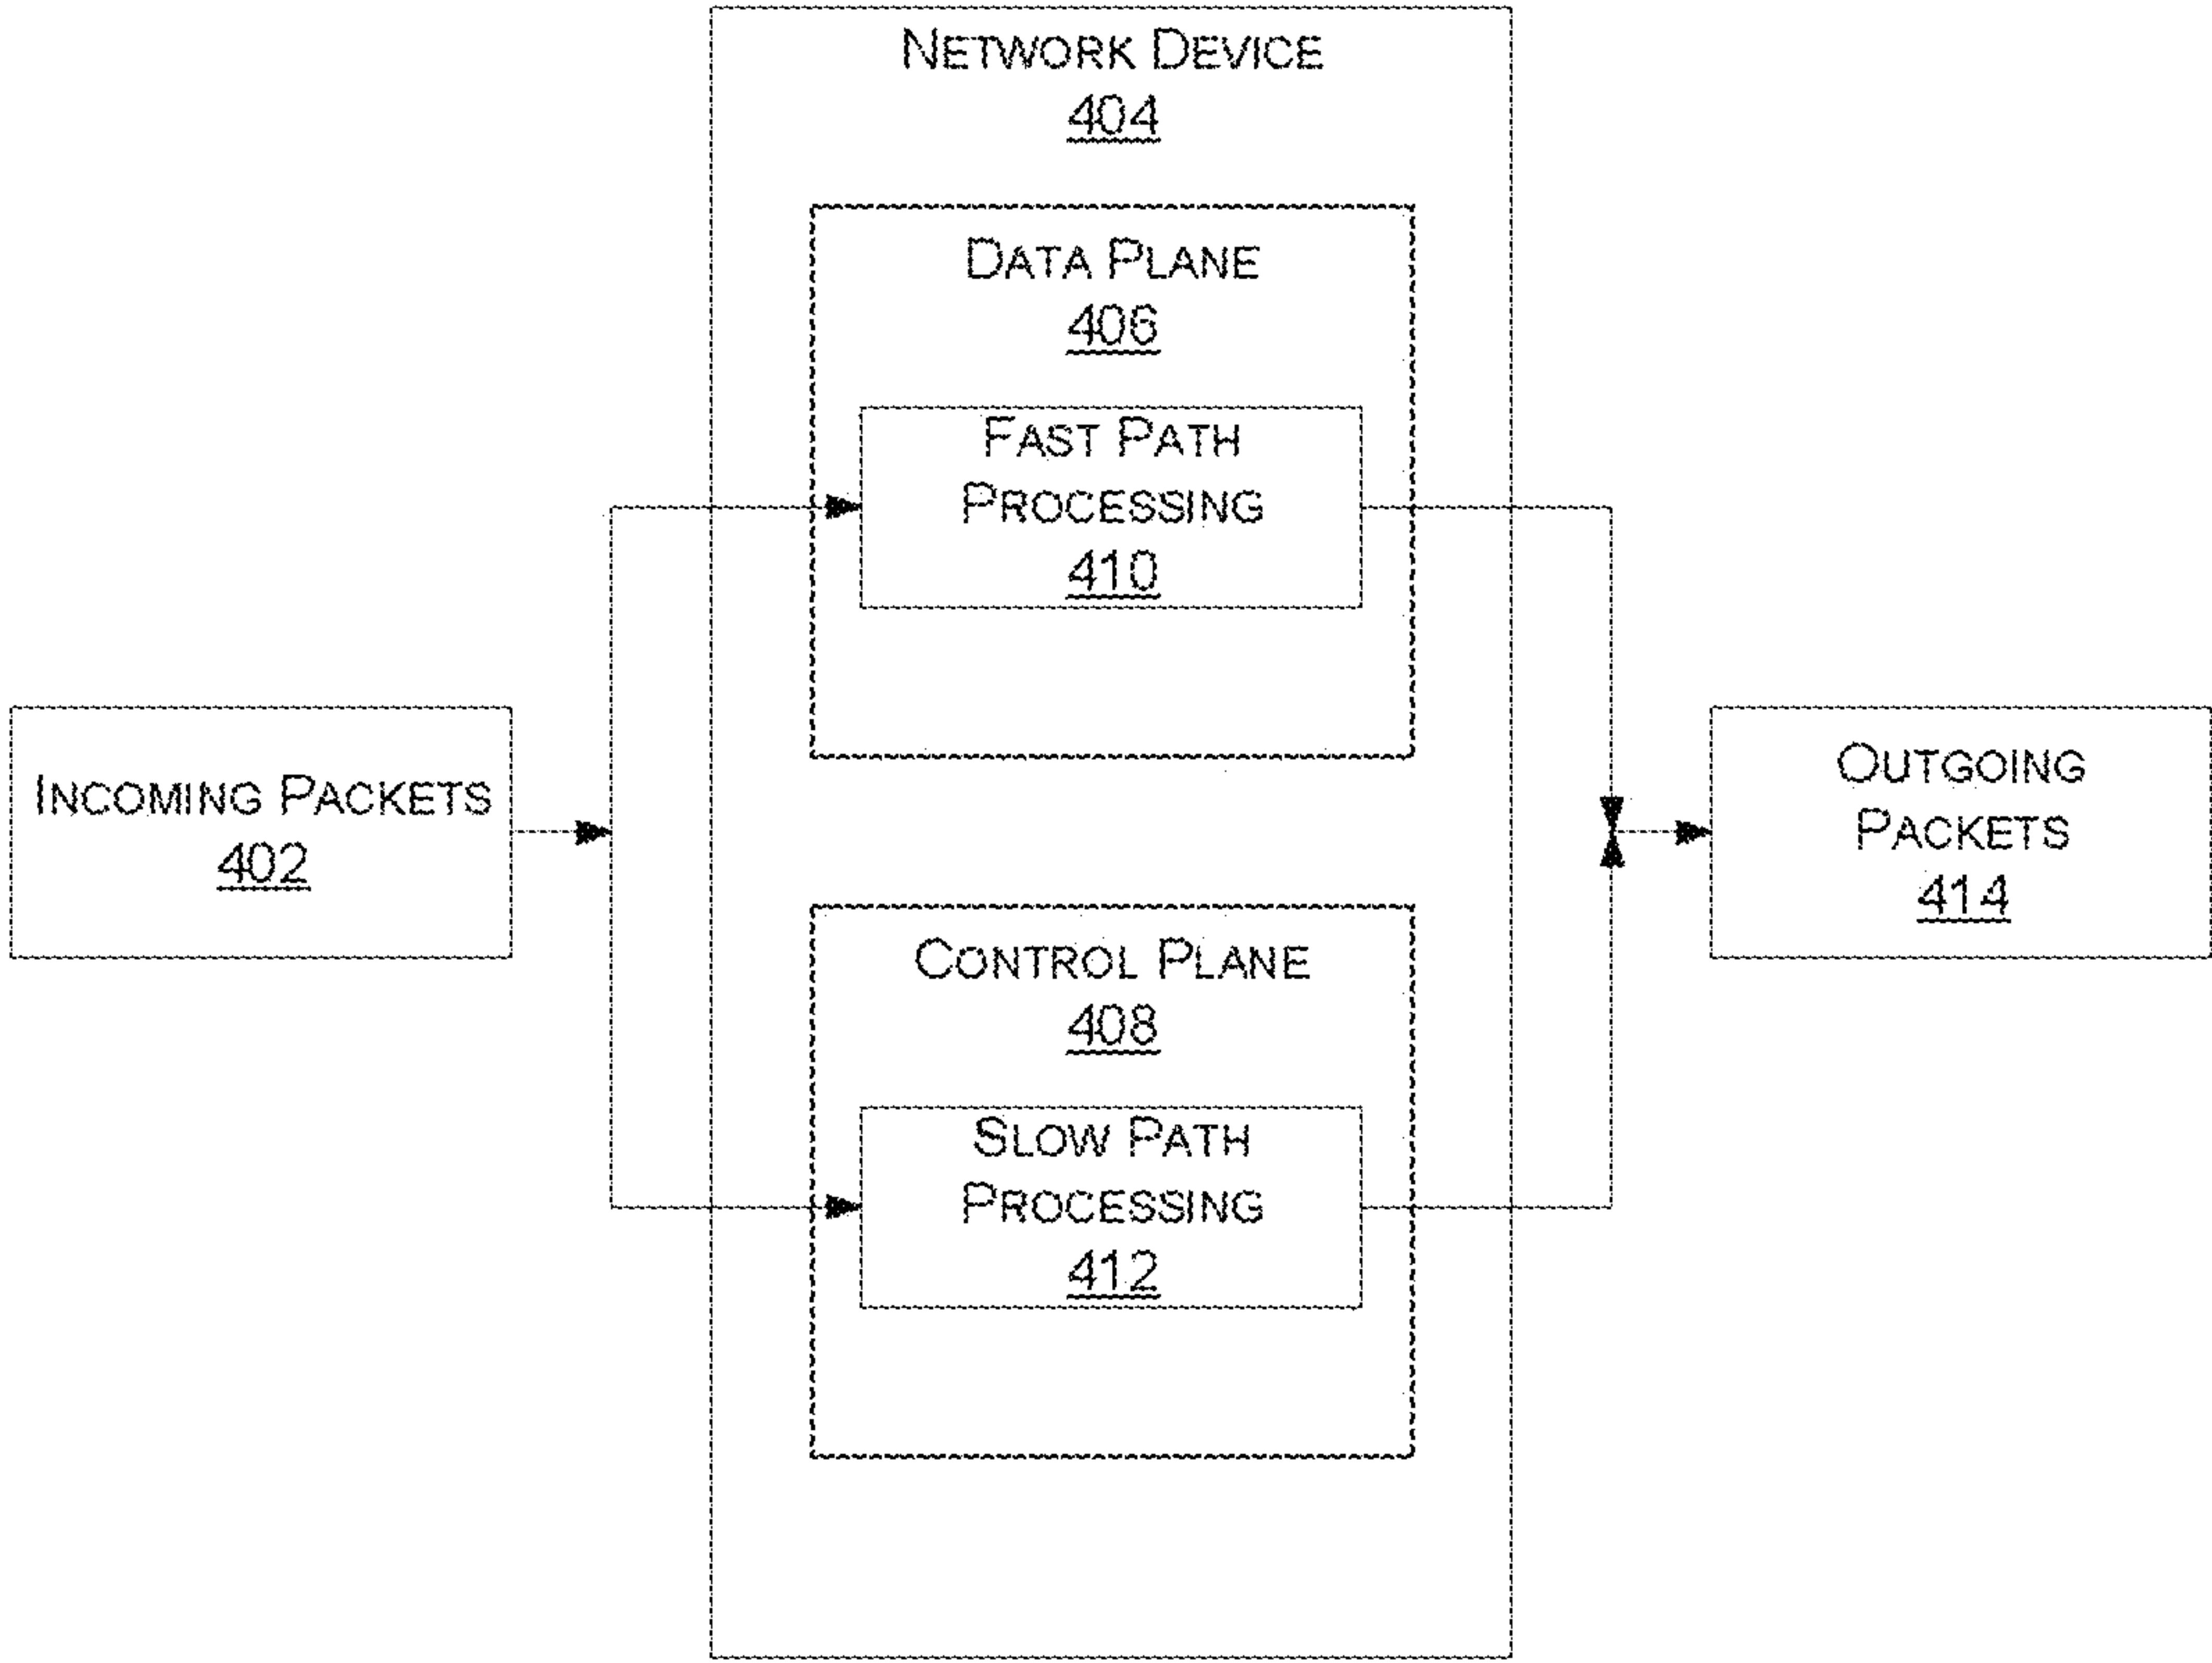 NETWORK DEVICE
404
DATA PLANE
406
FAST PATH
PROCESSING
410
INCOMING PACKETS
402
OUTGOING
PACKETS
414
CONTROL PLANE
408
SLOW PATH
PROCESSING
412